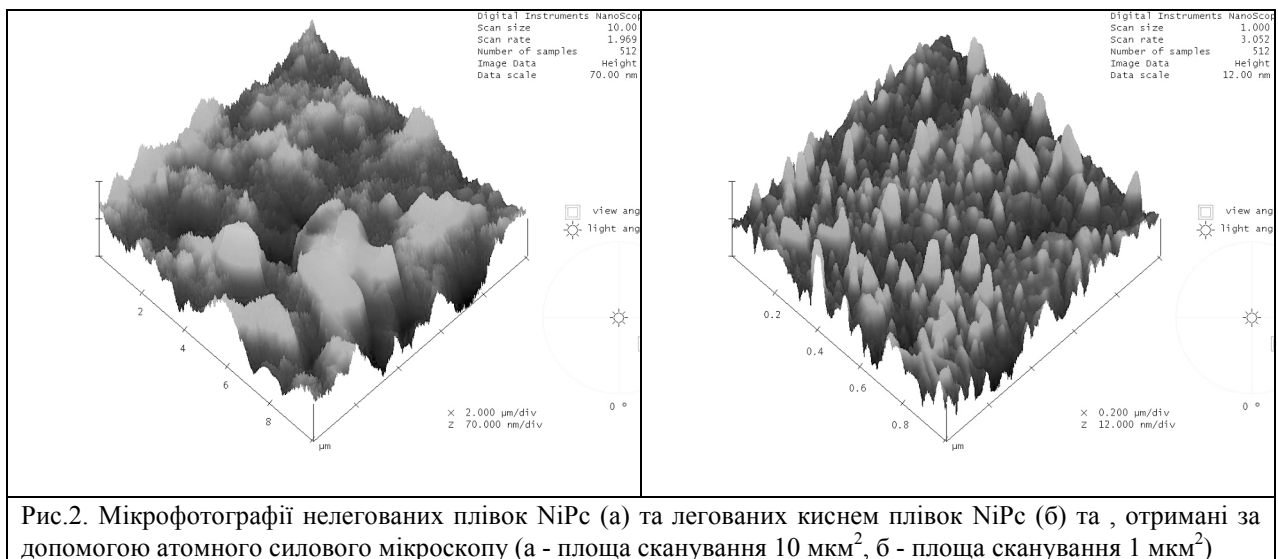 Digital Instruments NanoScop
Scan size 10.00
Scan rate 1.969
Number of samples 512
Image Data Height
Data scale 70.00 nm
view ang
light ang
2
4
6
8
µm
X 2.000 µm/div
Z 70.000 nm/div
0 °
Digital Instruments NanoScop
Scan size 1.000
Scan rate 3.052
Number of samples 512
Image Data Height
Data scale 12.00 nm
view ang
light ang
0.2
0.4
0.6
0.8
µm
X 0.200 µm/div
Z 12.000 nm/div
0 °
Рис.2. Мікрофотографії нелегованих плівок NiPc (а) та легованих киснем плівок NiPc (б) та , отримані за
допомогою атомного силового мікроскопу (а - площа сканування 10 мкм², б - площа сканування 1 мкм²)